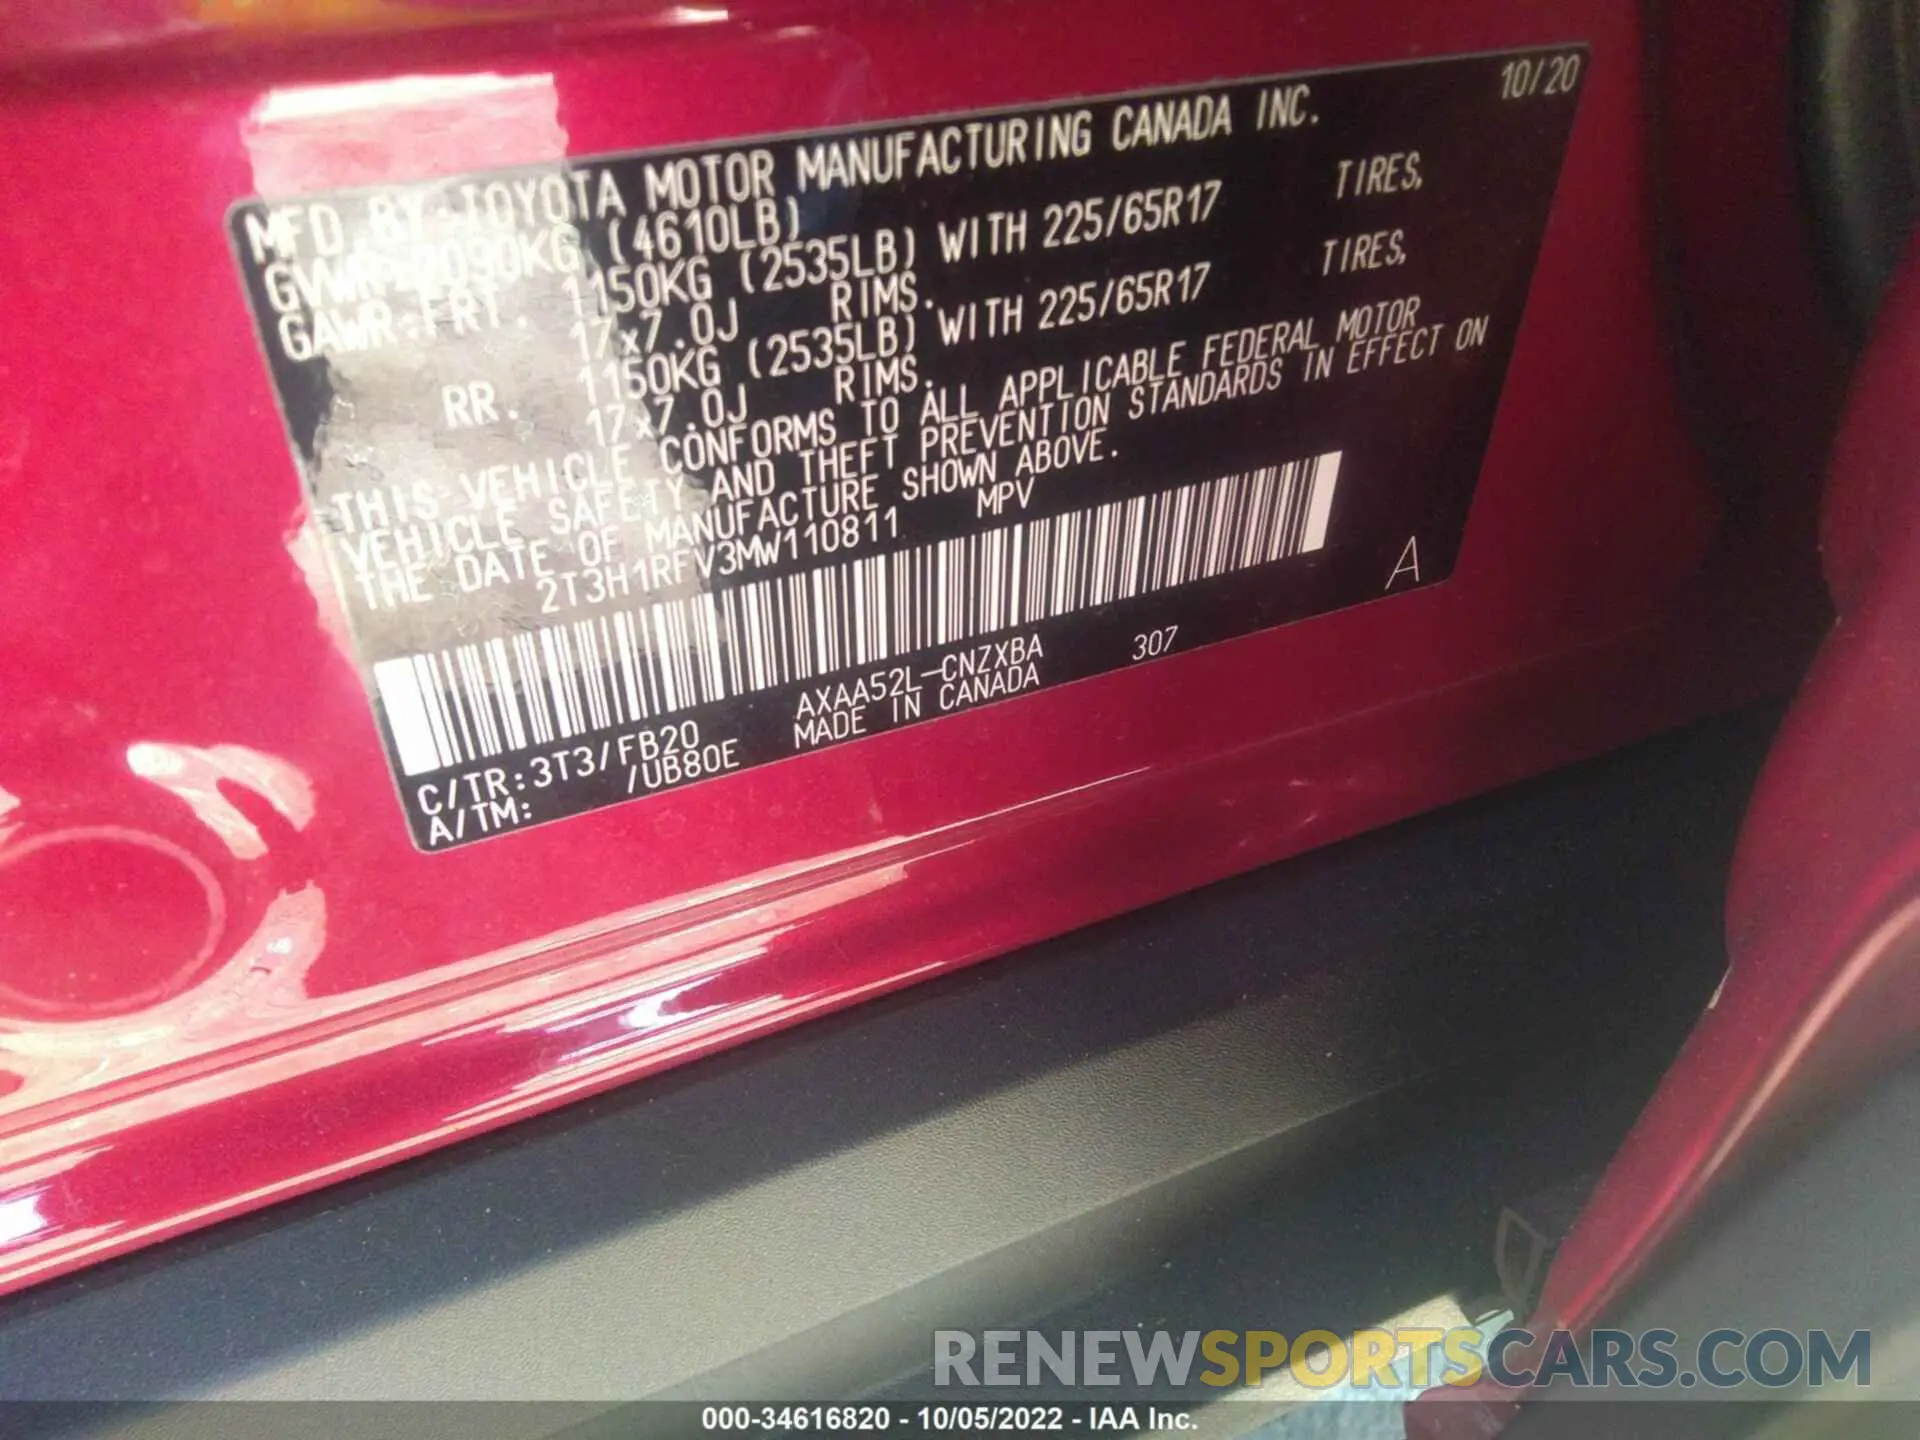 10/20
MFD. BY: TOYOTA MOTOR MANUFACTURING CANADA INC.
GVWR: 2090KG (4610LB)
GAWR: FRT. 1150KG (2535LB) WITH 225/65R17 TIRES,
17x7.0J RIMS.
RR. 1150KG (2535LB) WITH 225/65R17 TIRES,
17x7.0J RIMS.
THIS VEHICLE CONFORMS TO ALL APPLICABLE FEDERAL MOTOR
VEHICLE SAFETY AND THEFT PREVENTION STANDARDS IN EFFECT ON
THE DATE OF MANUFACTURE SHOWN ABOVE.
2T3H1RFV3MW110811 MPV
A
C/TR:3T3/FB20 AXAA52L-CNZXBA 307
A/TM: /UB80E MADE IN CANADA
RENEWSPORTSCARS.COM
000-34616820 - 10/05/2022 - IAA Inc.